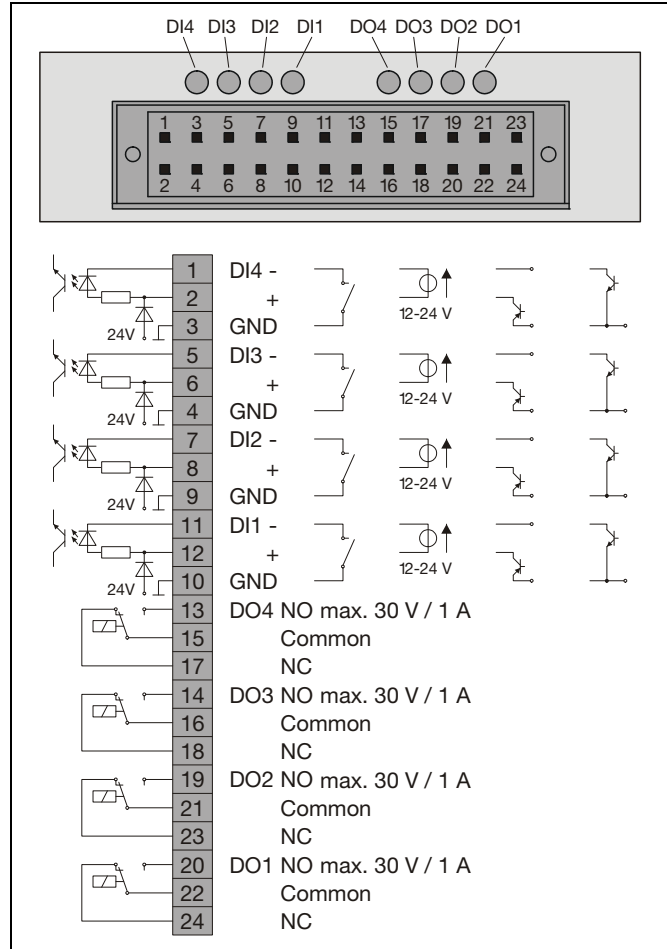 DI4 DI3 DI2 DI1 DO4 DO3 DO2 DO1
1 3 5 7 9 11 13 15 17 19 21 23
2 4 6 8 10 12 14 16 18 20 22 24
1 DI4 -
2 + 12-24 V
24V 3 GND
5 DI3 -
6 + 12-24 V
24V 4 GND
7 DI2 -
8 + 12-24 V
24V 9 GND
11 DI1 -
12 + 12-24 V
24V 10 GND
13 DO4 NO max. 30 V / 1 A
15 Common
17 NC
14 DO3 NO max. 30 V / 1 A
16 Common
18 NC
19 DO2 NO max. 30 V / 1 A
21 Common
23 NC
20 DO1 NO max. 30 V / 1 A
22 Common
24 NC